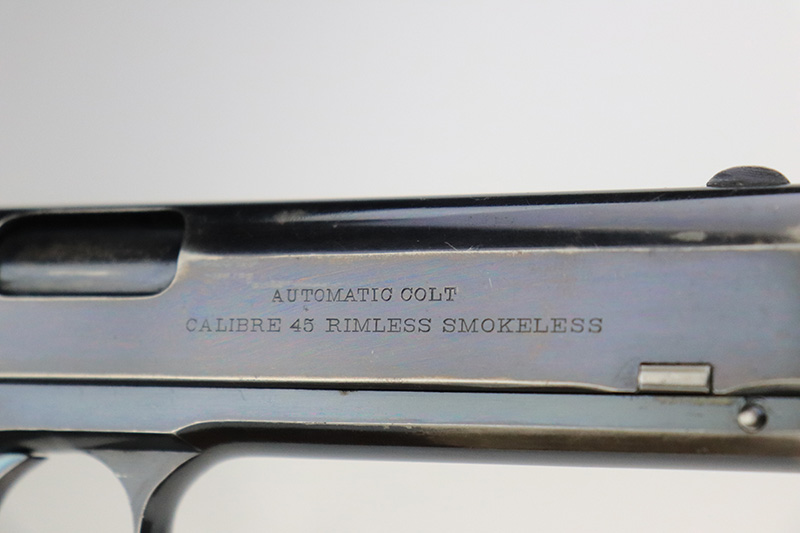 AUTOMATIC COLT
CALIBRE 45 RIMLESS SMOKELESS